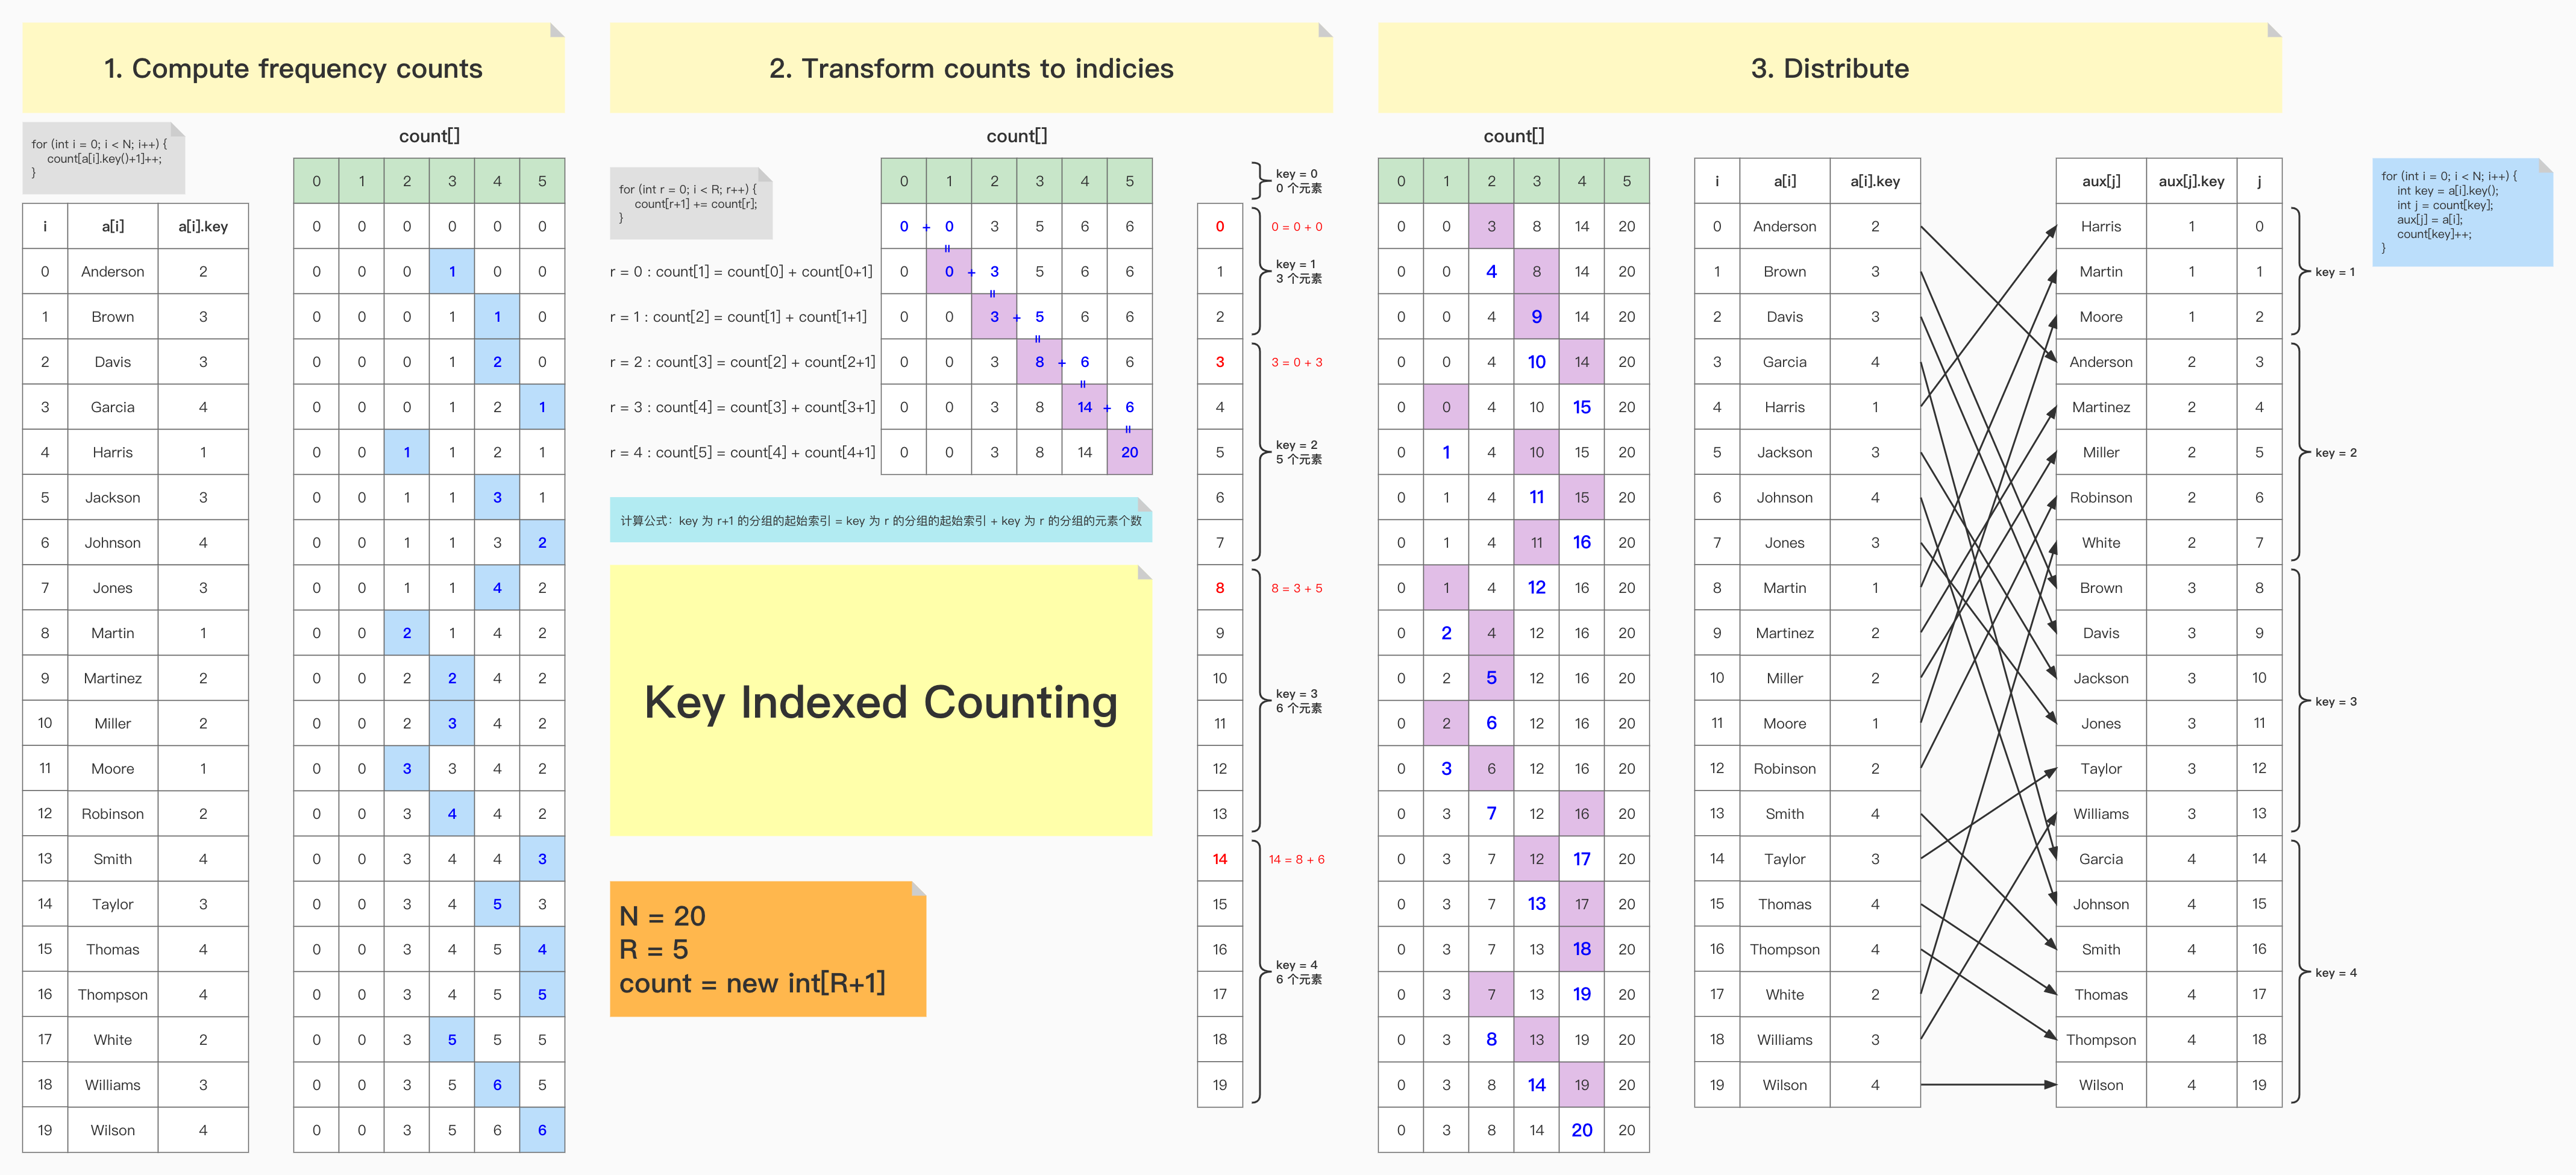 1. Compute frequency counts
for (int i = 0; i < N; i++) {
count[a[i].key()+1]++;
}
i a[i] a[i].key
0 Anderson 2
1 Brown 3
2 Davis 3
3 Garcia 4
4 Harris 1
5 Jackson 3
6 Johnson 4
7 Jones 3
8 Martin 1
9 Martinez 2
10 Miller 2
11 Moore 1
12 Robinson 2
13 Smith 4
14 Taylor 3
15 Thomas 4
16 Thompson 4
17 White 2
18 Williams 3
19 Wilson 4
count[]
0 1 2 3 4 5
0 0 0 0 0 0
0 0 0 1 0 0
0 0 0 1 1 0
0 0 0 1 2 0
0 0 0 1 2 1
0 0 1 1 2 1
0 0 1 1 3 1
0 0 1 1 3 2
0 0 1 1 4 2
0 0 2 1 4 2
0 0 2 2 4 2
0 0 2 3 4 2
0 0 3 3 4 2
0 0 3 4 4 2
0 0 3 4 4 3
0 0 3 4 5 3
0 0 3 4 5 4
0 0 3 4 5 5
0 0 3 5 5 5
0 0 3 5 6 5
0 0 3 5 6 6
2. Transform counts to indicies
for (int r = 0; i < R; r++) {
count[r+1] += count[r];
}
count[]
0 1 2 3 4 5
0 + 0 3 5 6 6
=
r = 0 : count[1] = count[0] + count[0+1] 0 0 + 3 5 6 6
=
r = 1 : count[2] = count[1] + count[1+1] 0 0 3 + 5 6 6
=
r = 2 : count[3] = count[2] + count[2+1] 0 0 3 8 + 6 6
=
r = 3 : count[4] = count[3] + count[3+1] 0 0 3 8 14 + 6
=
r = 4 : count[5] = count[4] + count[4+1] 0 0 3 8 14 20
计算公式：key 为 r+1 的分组的起始索引 = key 为 r 的分组的起始索引 + key 为 r 的分组的元素个数
Key Indexed Counting
N = 20
R = 5
count = new int[R+1]
key = 0
0 个元素
0 0 = 0 + 0
1
key = 1
3 个元素
2
3 3 = 0 + 3
4
5
key = 2
5 个元素
6
7
8 8 = 3 + 5
9
10
key = 3
6 个元素
11
12
13
14 14 = 8 + 6
15
16
key = 4
6 个元素
17
18
19
3. Distribute
count[]
0 1 2 3 4 5
0 0 3 8 14 20
0 0 4 8 14 20
0 0 4 9 14 20
0 0 4 10 14 20
0 0 4 10 15 20
0 1 4 10 15 20
0 1 4 11 15 20
0 1 4 11 16 20
0 1 4 12 16 20
0 2 4 12 16 20
0 2 5 12 16 20
0 2 6 12 16 20
0 3 6 12 16 20
0 3 7 12 16 20
0 3 7 12 17 20
0 3 7 13 17 20
0 3 7 13 18 20
0 3 7 13 19 20
0 3 8 13 19 20
0 3 8 14 19 20
0 3 8 14 20 20
i a[i] a[i].key
0 Anderson 2
1 Brown 3
2 Davis 3
3 Garcia 4
4 Harris 1
5 Jackson 3
6 Johnson 4
7 Jones 3
8 Martin 1
9 Martinez 2
10 Miller 2
11 Moore 1
12 Robinson 2
13 Smith 4
14 Taylor 3
15 Thomas 4
16 Thompson 4
17 White 2
18 Williams 3
19 Wilson 4
aux[j] aux[j].key j
Harris 1 0
Martin 1 1
Moore 1 2
Anderson 2 3
Martinez 2 4
Miller 2 5
Robinson 2 6
White 2 7
Brown 3 8
Davis 3 9
Jackson 3 10
Jones 3 11
Taylor 3 12
Williams 3 13
Garcia 4 14
Johnson 4 15
Smith 4 16
Thomas 4 17
Thompson 4 18
Wilson 4 19
key = 1
key = 2
key = 3
key = 4
for (int i = 0; i < N; i++) {
int key = a[i].key();
int j = count[key];
aux[j] = a[i];
count[key]++;
}